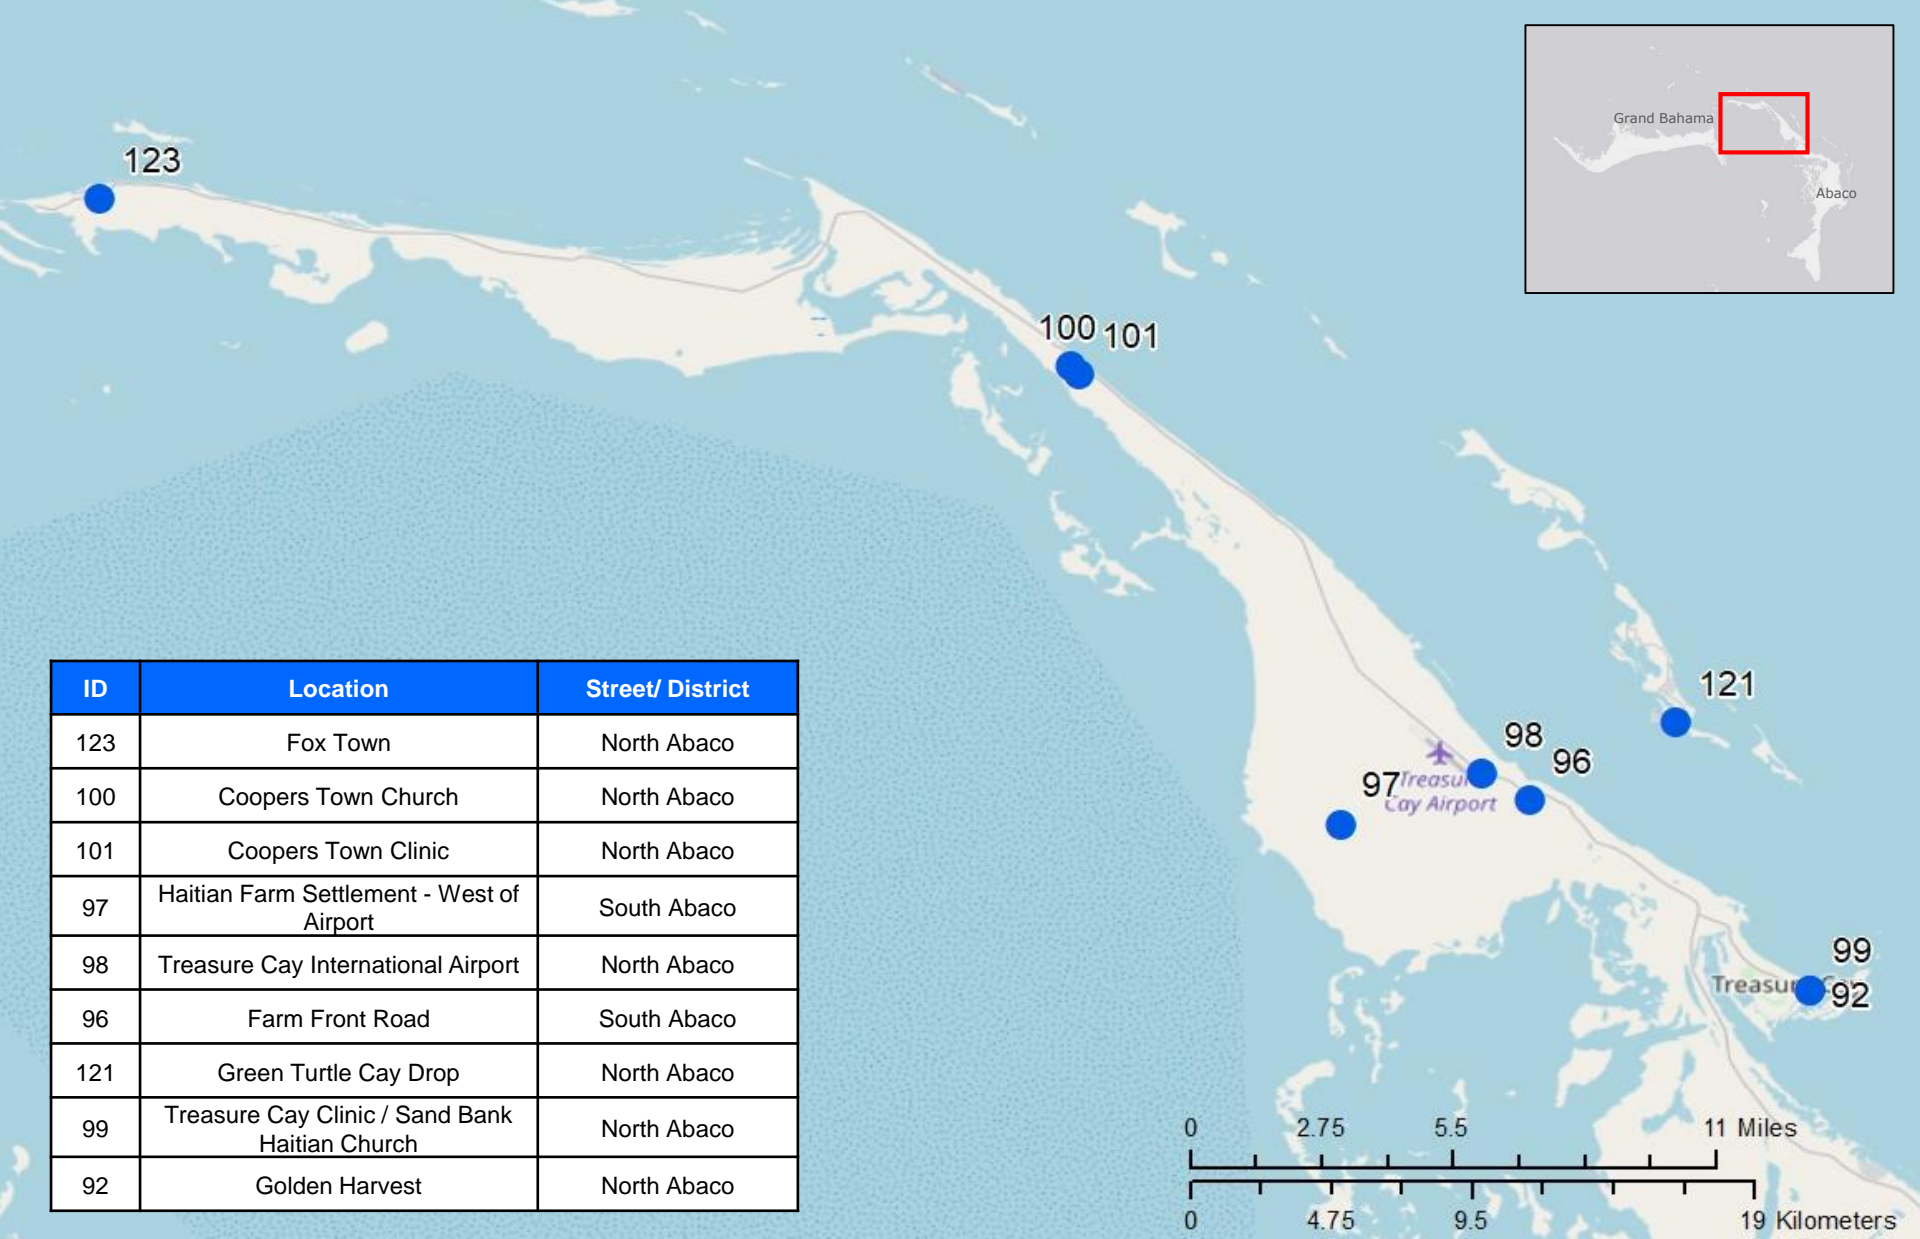 Grand Bahama
Abaco
123
100 101
121
98
96
97
Cay Airport
99
92
ID Location Street/ District
123 Fox Town North Abaco
100 Coopers Town Church North Abaco
101 Coopers Town Clinic North Abaco
97 Haitian Farm Settlement - West of
Airport South Abaco
98 Treasure Cay International Airport North Abaco
96 Farm Front Road South Abaco
121 Green Turtle Cay Drop North Abaco
99 Treasure Cay Clinic / Sand Bank
Haitian Church North Abaco
92 Golden Harvest North Abaco
0 2.75 5.5 11 Miles
0 4.75 9.5 19 Kilometers